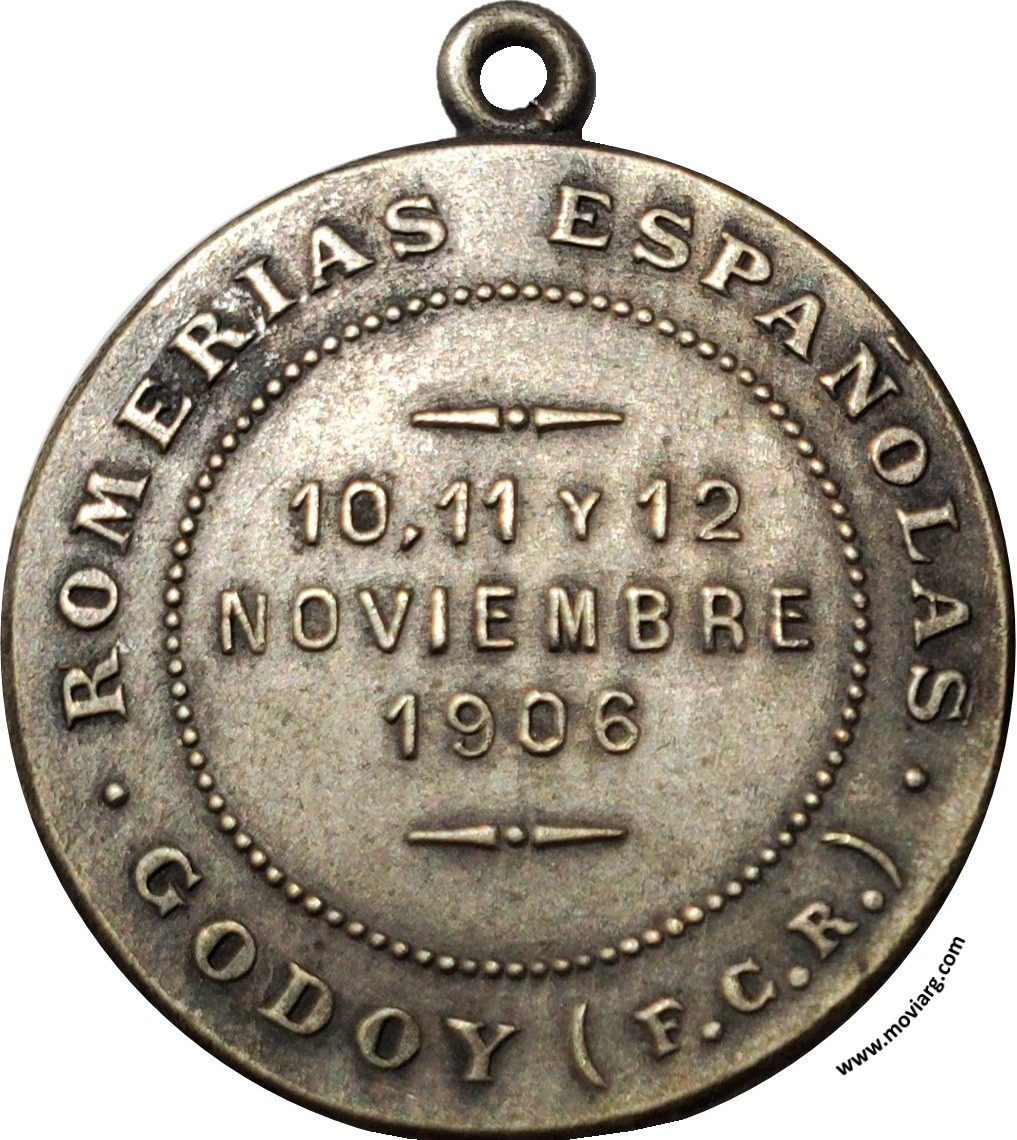 ROMERIAS ESPAÑOLAS
10, 11 Y 12
NOVIEMBRE
1906
· GODOY (F.C.R.) ·
www.moviarg.com